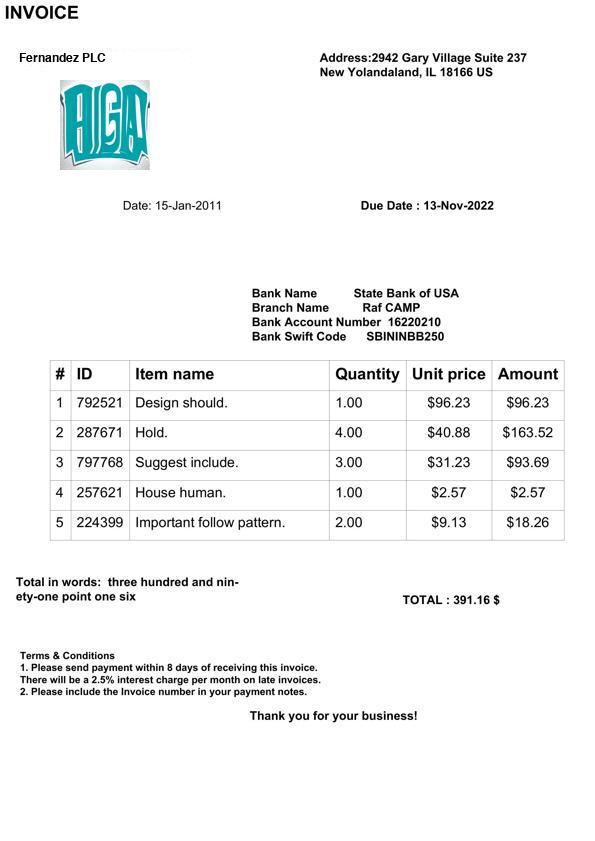 INVOICE
Fernandez PLC
Address:2942 Gary Village Suite 237
New Yolandaland, IL 18166 US
Date: 15-Jan-2011
Due Date : 13-Nov-2022
Bank Name State Bank of USA
Branch Name Raf CAMP
Bank Account Number 16220210
Bank Swift Code SBININBB250
# ID Item name Quantity Unit price Amount
1 792521 Design should. 1.00 $96.23 $96.23
2 287671 Hold. 4.00 $40.88 $163.52
3 797768 Suggest include. 3.00 $31.23 $93.69
4 257621 House human. 1.00 $2.57 $2.57
5 224399 Important follow pattern. 2.00 $9.13 $18.26
Total in words: three hundred and nin-
ety-one point one six
TOTAL : 391.16 $
Terms & Conditions
1. Please send payment within 8 days of receiving this invoice.
There will be a 2.5% interest charge per month on late invoices.
2. Please include the Invoice number in your payment notes.
Thank you for your business!